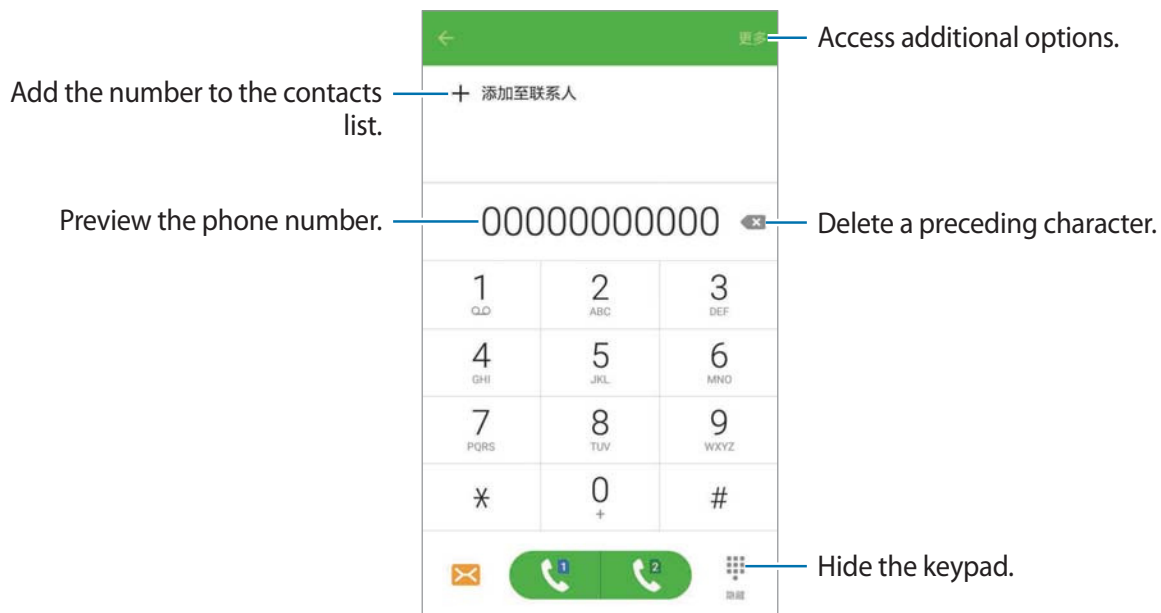 更多
Access additional options.
Add the number to the contacts
list.
添加至联系人
Preview the phone number.
00000000000
Delete a preceding character.
1
2
ABC
3
DEF
4
GHI
5
JKL
6
MNO
7
PQRS
8
TUV
9
WXYZ
*
0
+
#
1
2
Hide the keypad.
隐藏